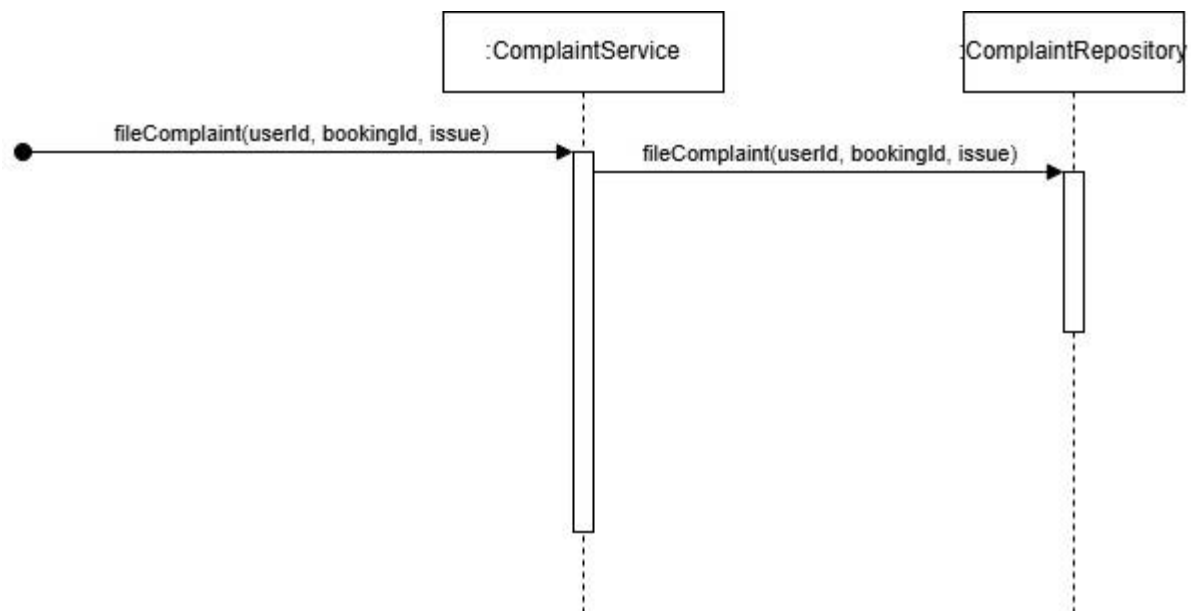 :ComplaintService
:ComplaintRepository
fileComplaint(userId, bookingId, issue)
fileComplaint(userId, bookingId, issue)